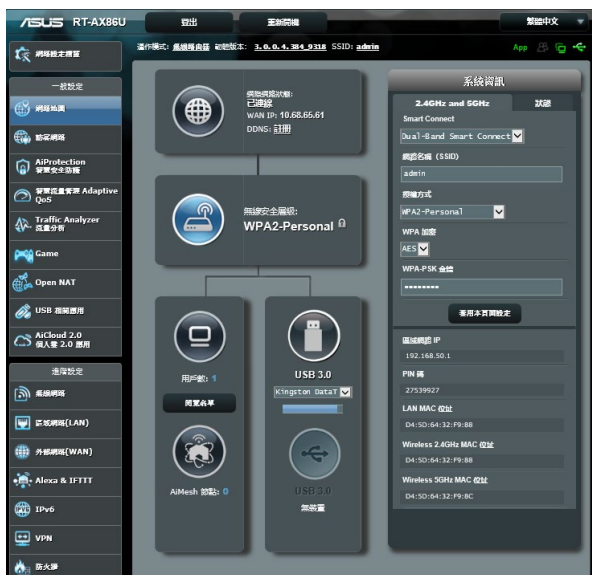 ASUS RT-AX86U
登出
重新開機
繁體中文
操作模式: 無線路由器 韌體版本: 3.0.0.4.384_9318 SSID: admin
App
網路設定精靈
一般設定
網路地圖
訪客網路
AiProtection
智慧安全防護
智慧流量管理 Adaptive
QoS
Traffic Analyzer
流量分析
Game
Open NAT
USB 相關應用
AiCloud 2.0
個人雲 2.0 應用
進階設定
無線網路
區域網路(LAN)
外部網路(WAN)
Alexa & IFTTT
IPv6
VPN
防火牆
網際網路狀態:
已連線
WAN IP: 10.68.65.61
DDNS: 註冊
無線安全層級:
WPA2-Personal
用戶數: 1
閱覽名單
AiMesh 節點: 0
USB 3.0
Kingston DataT
USB 3.0
無裝置
系統資訊
2.4GHz and 5GHz
狀態
Smart Connect
Dual-Band Smart Connect
網路名稱 (SSID)
admin
授權方式
WPA2-Personal
WPA 加密
AES
WPA-PSK 金鑰
••••••••
套用本頁面設定
區域網路 IP
192.168.50.1
PIN 碼
27539927
LAN MAC 位址
D4:5D:64:32:F9:88
Wireless 2.4GHz MAC 位址
D4:5D:64:32:F9:88
Wireless 5GHz MAC 位址
D4:5D:64:32:F9:8C